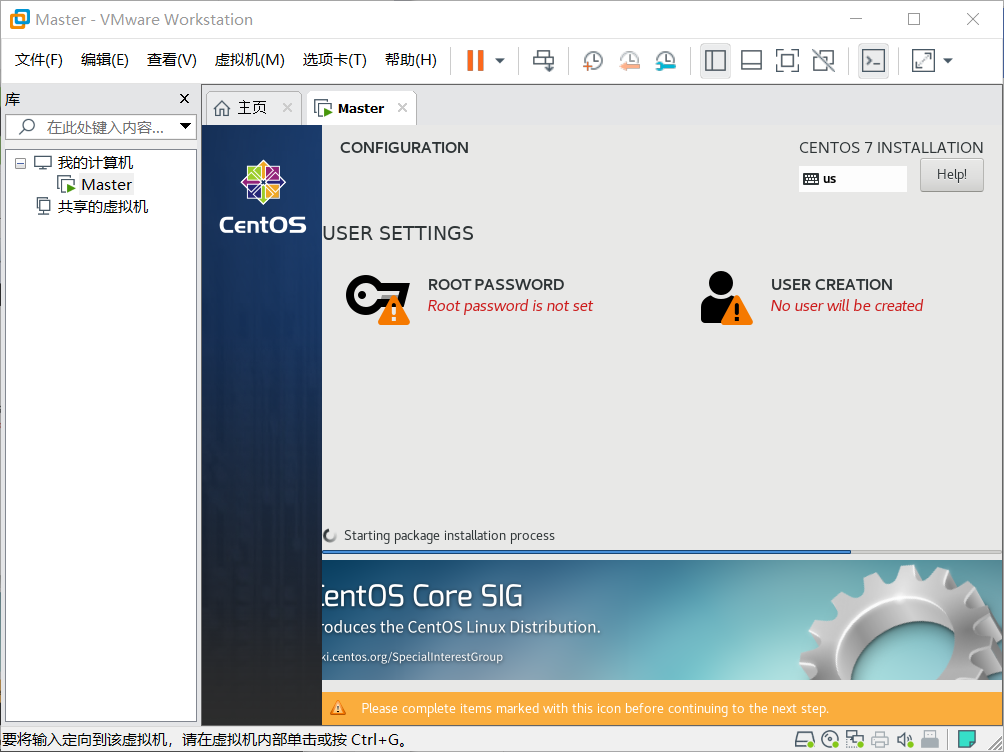 Master - VMware Workstation
文件(F) 编辑(E) 查看(V) 虚拟机(M) 选项卡(T) 帮助(H)
库
在此处键入内容...
我的计算机
Master
共享的虚拟机
主页
Master
CentOS
CONFIGURATION
CENTOS 7 INSTALLATION
us
Help!
USER SETTINGS
ROOT PASSWORD
Root password is not set
USER CREATION
No user will be created
Starting package installation process
CentOS Core SIG
roduces the CentOS Linux Distribution.
ki.centos.org/SpecialInterestGroup
Please complete items marked with this icon before continuing to the next step.
要将输入定向到该虚拟机，请在虚拟机内部单击或按 Ctrl+G。